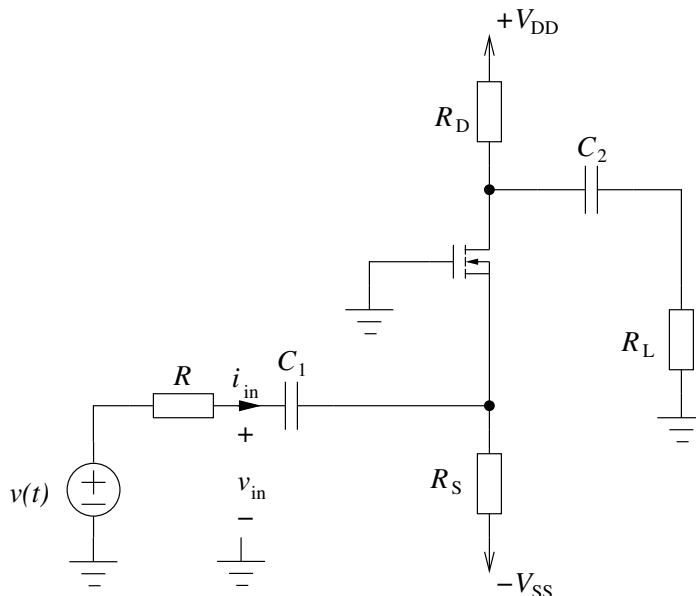 +V_DD
R_D
C_2
R_L
R
i_in
C_1
+
v_in
−
v(t)
+
−
R_S
−V_SS